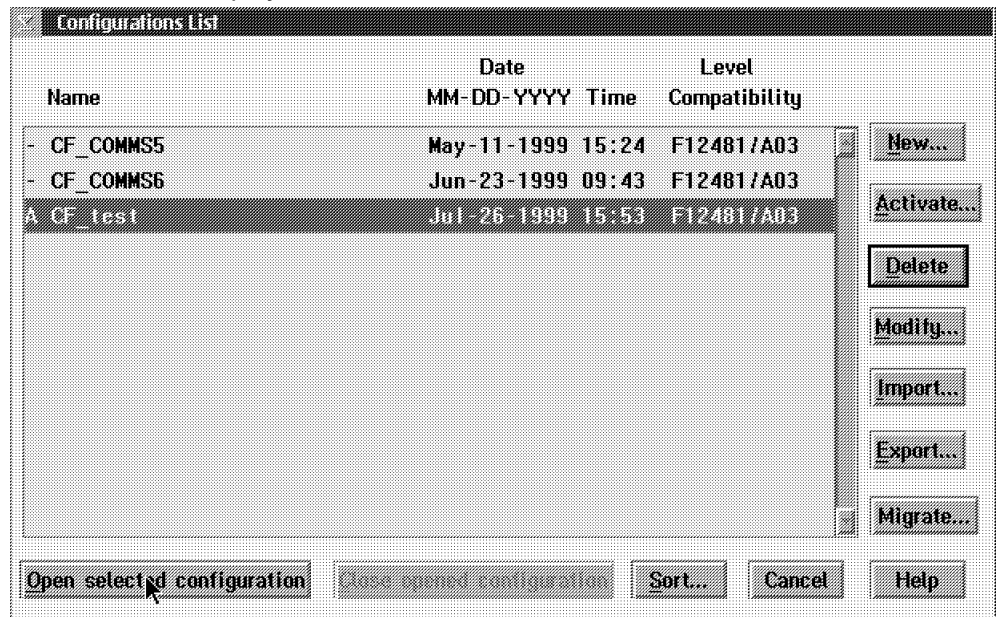 Configurations List
Date Level
Name MM-DD-YYYY Time Compatibility
- CF_COMMS5 May-11-1999 15:24 F12481/A03
- CF_COMMS6 Jun-23-1999 09:43 F12481/A03
A CF_test Jul-26-1999 15:53 F12481/A03
New...
Activate...
Delete
Modify...
Import...
Export...
Migrate...
Open selected configuration Close opened configuration Sort... Cancel Help